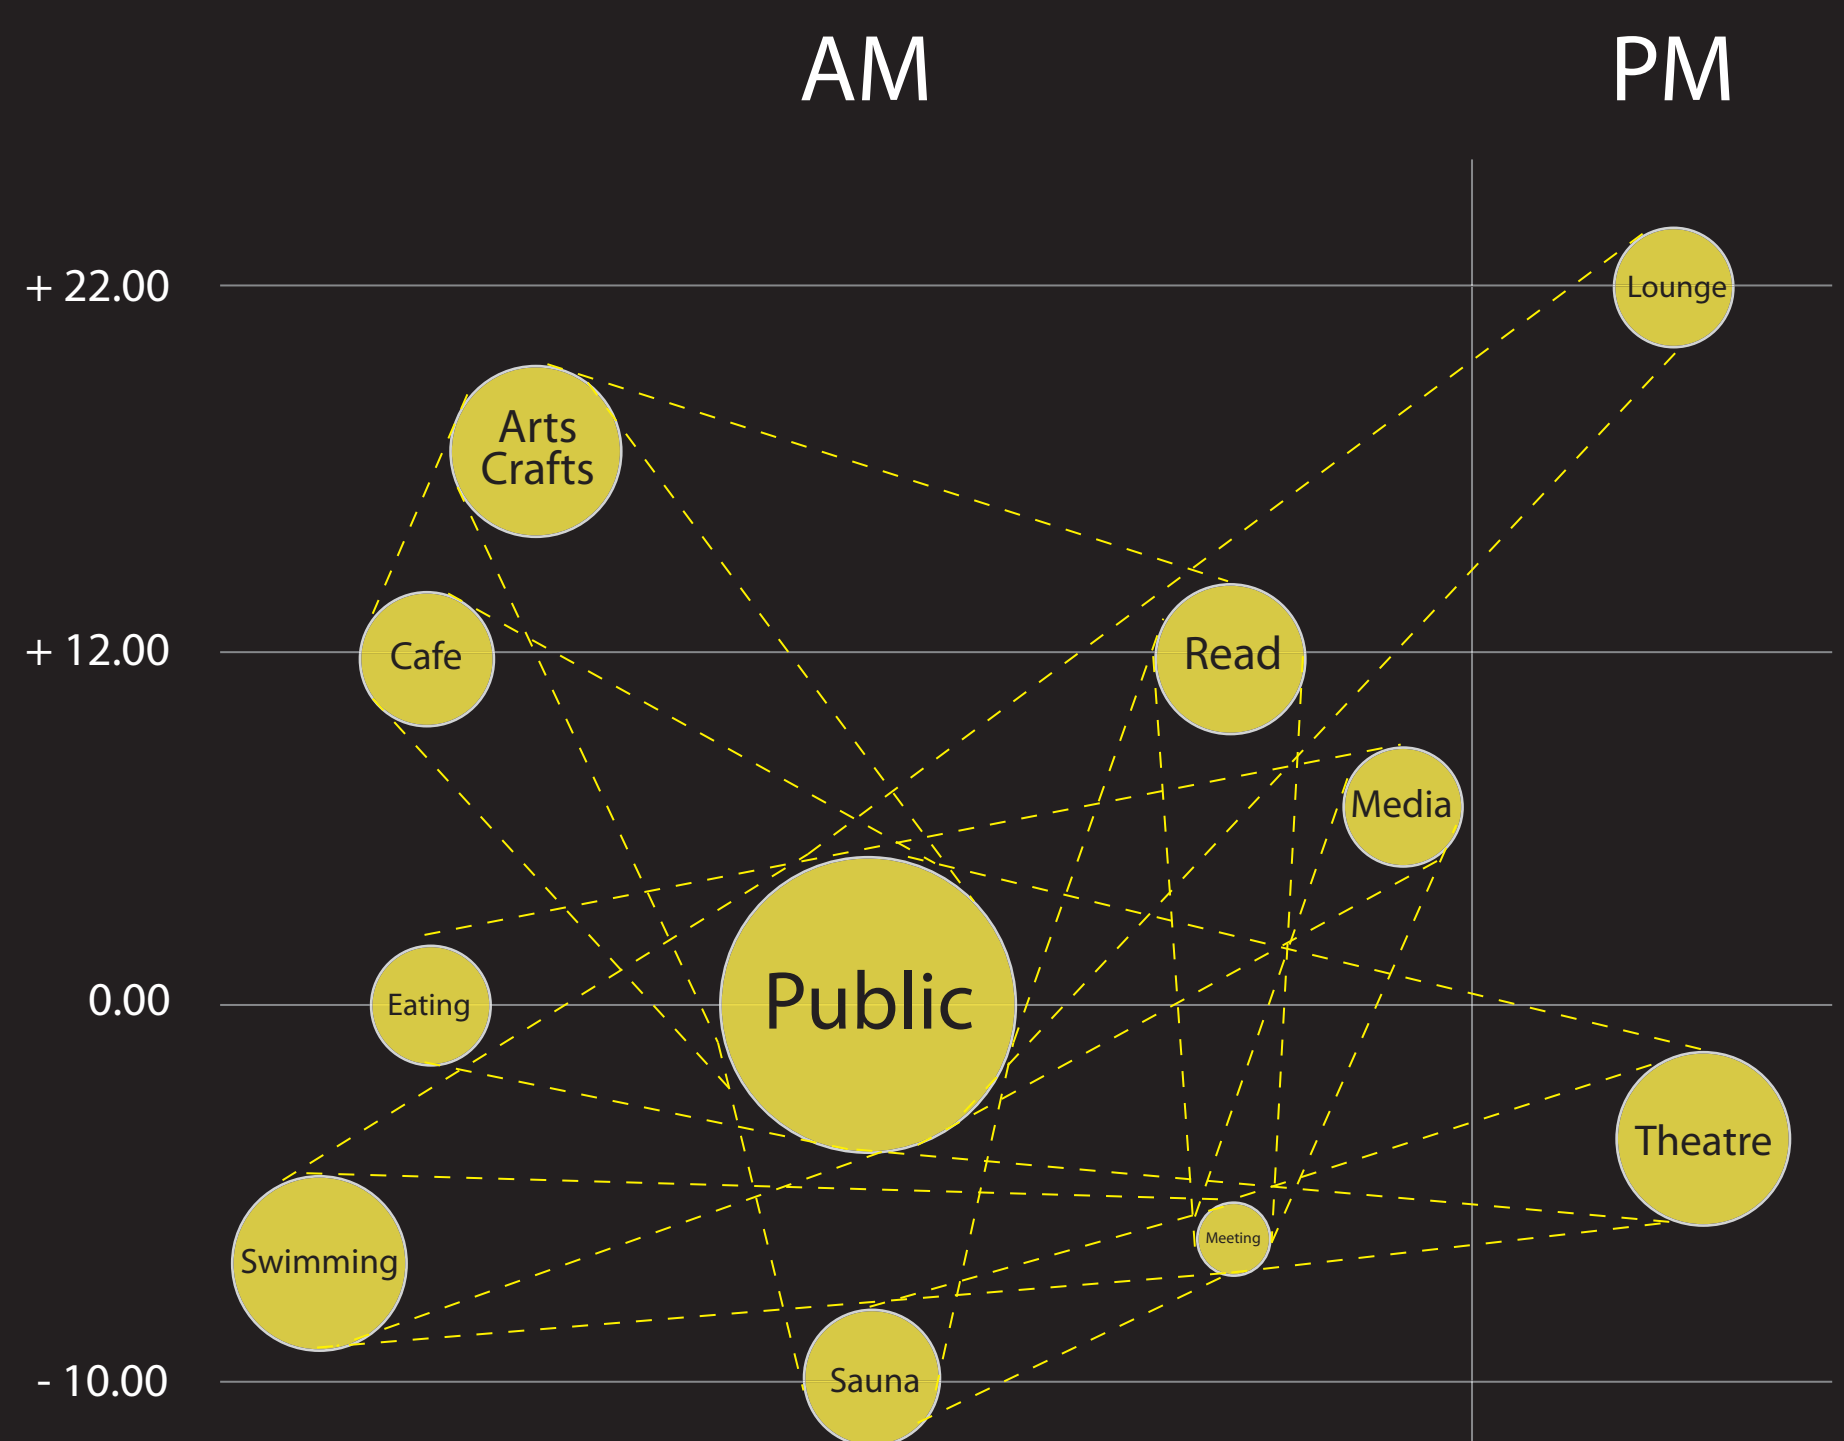 AM
PM
+ 22.00
Lounge
Arts
Crafts
+ 12.00
Cafe
Read
Media
0.00
Eating
Public
Theatre
Swimming
Meeting
- 10.00
Sauna